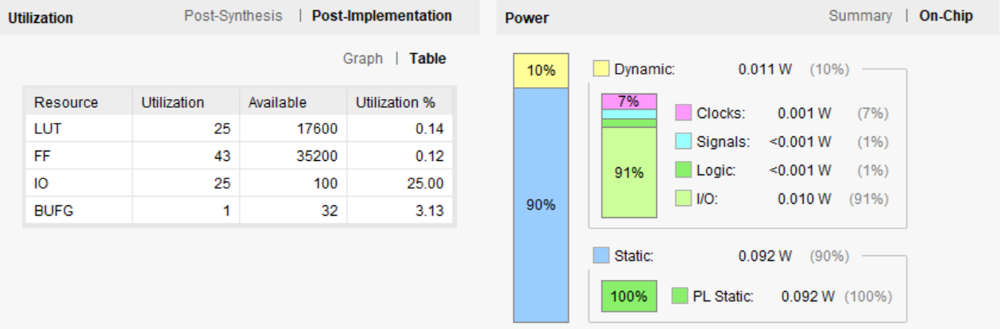 Utilization
Post-Synthesis | Post-Implementation
Graph | Table
Resource Utilization Available Utilization %
LUT 25 17600 0.14
FF 43 35200 0.12
IO 25 100 25.00
BUFG 1 32 3.13
Power
Summary | On-Chip
10%
90%
Dynamic: 0.011 W (10%)
7%
91%
Clocks: 0.001 W (7%)
Signals: <0.001 W (1%)
Logic: <0.001 W (1%)
I/O: 0.010 W (91%)
Static: 0.092 W (90%)
100%
PL Static: 0.092 W (100%)